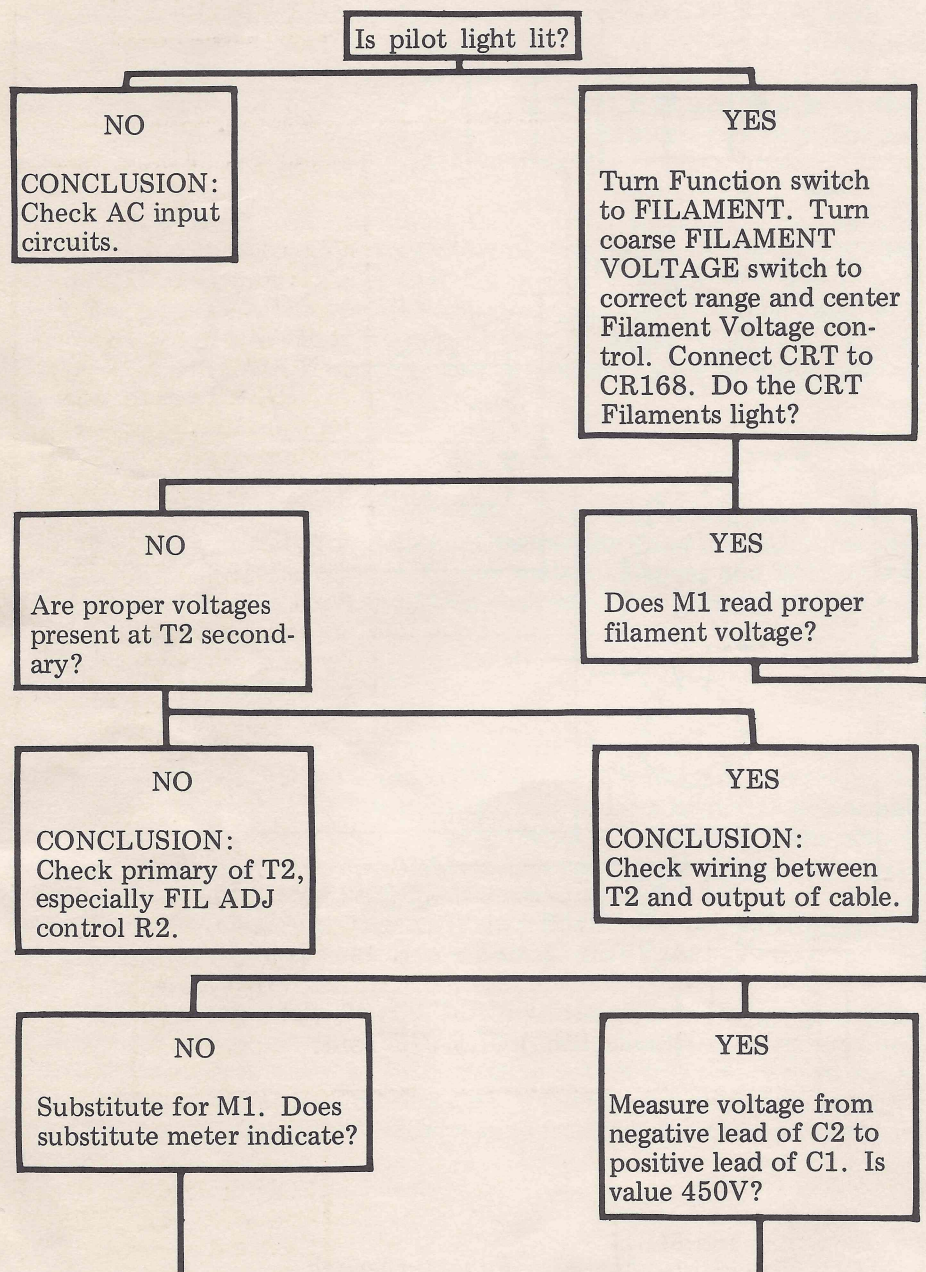 Is pilot light lit?
NO
CONCLUSION:
Check AC input
circuits.
YES
Turn Function switch
to FILAMENT. Turn
coarse FILAMENT
VOLTAGE switch to
correct range and center
Filament Voltage con-
trol. Connect CRT to
CR168. Do the CRT
Filaments light?
NO
Are proper voltages
present at T2 second-
ary?
YES
Does M1 read proper
filament voltage?
NO
CONCLUSION:
Check primary of T2,
especially FIL ADJ
control R2.
YES
CONCLUSION:
Check wiring between
T2 and output of cable.
NO
Substitute for M1. Does
substitute meter indicate?
YES
Measure voltage from
negative lead of C2 to
positive lead of C1. Is
value 450V?